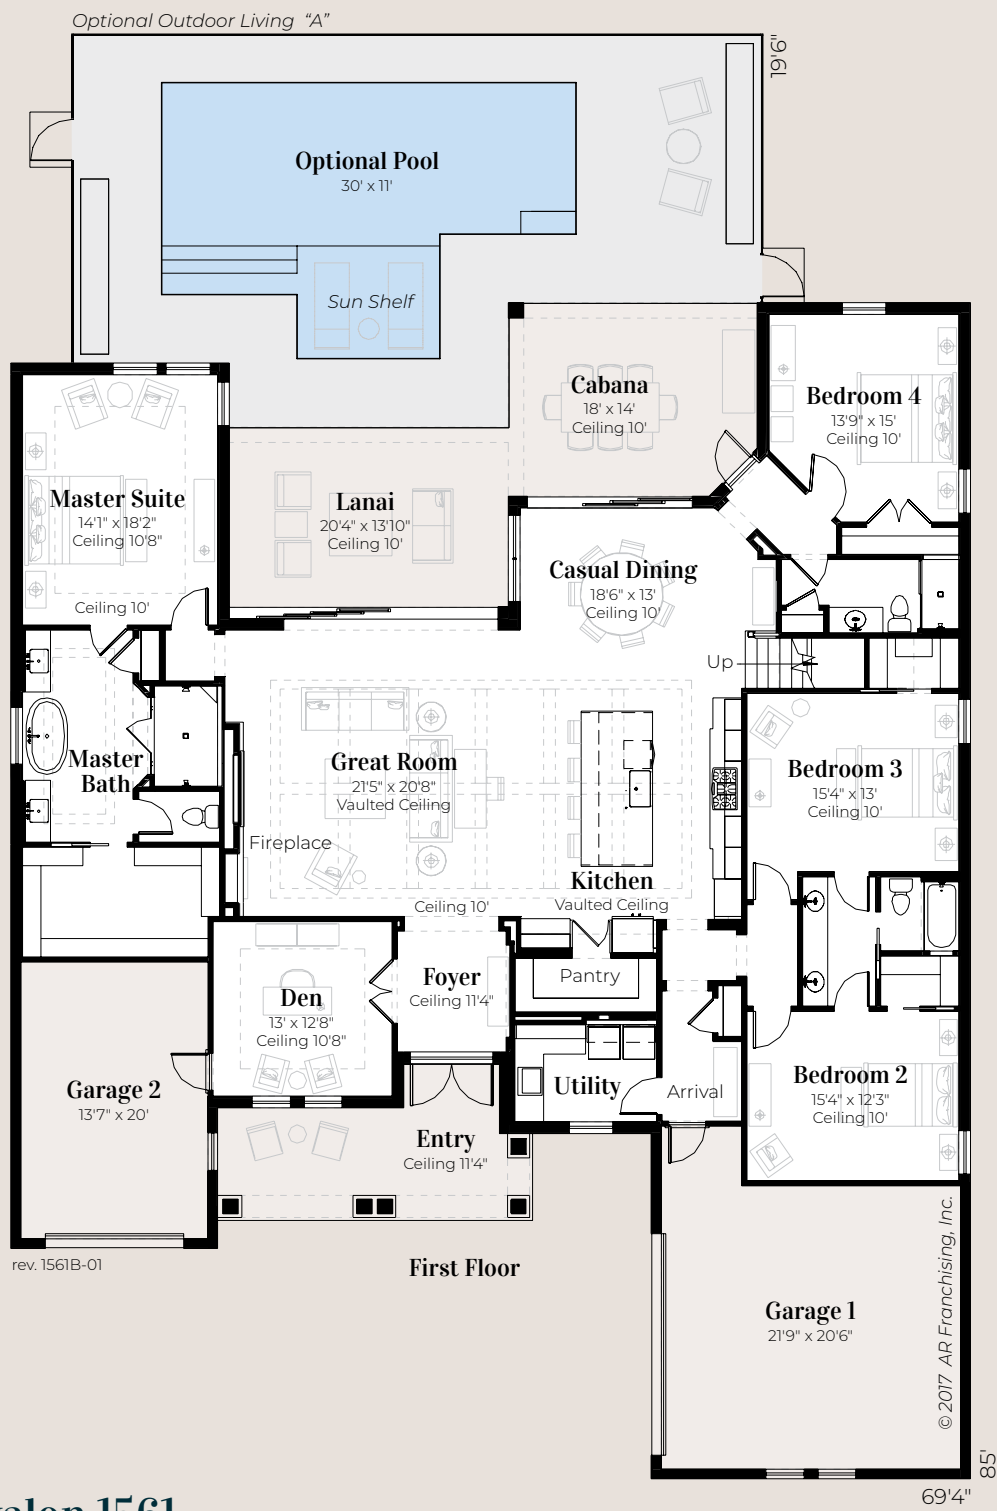 Optional Outdoor Living “A”
19'6"
Optional Pool
30' x 11'
Sun Shelf
Cabana
18' x 14'
Ceiling 10'
Bedroom 4
13'9" x 15'
Ceiling 10'
Master Suite
14'1" x 18'2"
Ceiling 10'8"
Ceiling 10'
Lanai
20'4" x 13'10"
Ceiling 10'
Casual Dining
18'6" x 13'
Ceiling 10'
Up
Master
Bath
Great Room
21'5" x 20'8"
Vaulted Ceiling
Bedroom 3
15'4" x 13'
Ceiling 10'
Fireplace
Kitchen
Vaulted Ceiling
Ceiling 10'
Den
13' x 12'8"
Ceiling 10'8"
Foyer
Ceiling 11'4"
Pantry
Utility
Arrival
Bedroom 2
15'4" x 12'3"
Ceiling 10'
Garage 2
13'7" x 20'
Entry
Ceiling 11'4"
rev. 1561B-01
First Floor
Garage 1
21'9" x 20'6"
© 2017 AR Franchising, Inc.
85'
69'4"
1561